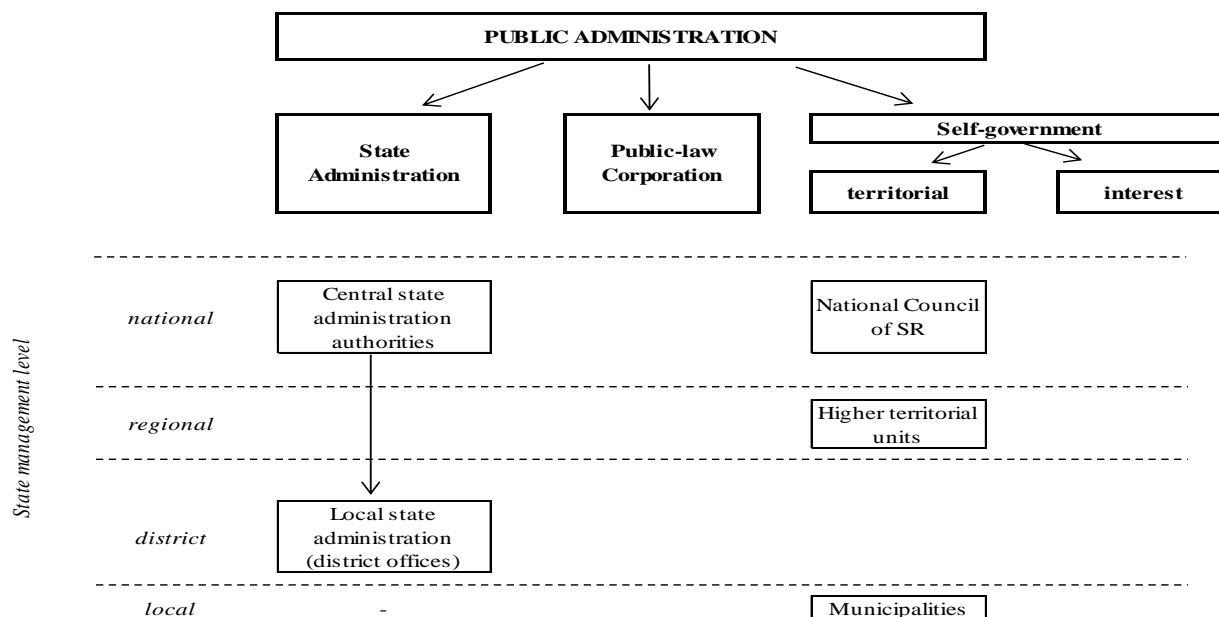 PUBLIC ADMINISTRATION
State
Administration
Public-law
Corporation
Self-government
territorial
interest
State management level
national
Central state
administration
authorities
National Council
of SR
regional
Higher territorial
units
district
Local state
administration
(district offices)
local
-
Municipalities